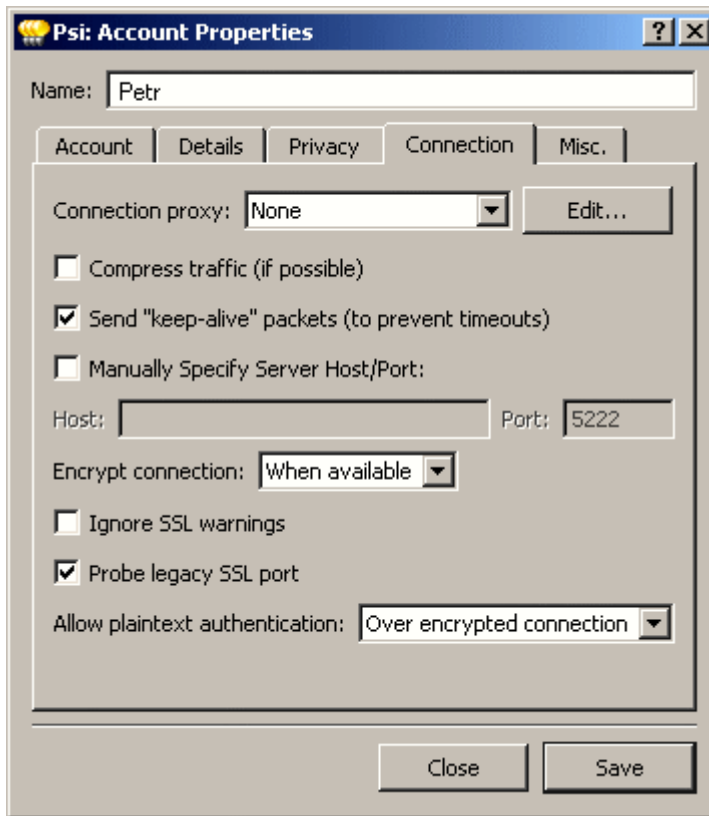 Psi: Account Properties
Name: Petr
Account Details Privacy Connection Misc.
Connection proxy: None Edit...
Compress traffic (if possible)
Send "keep-alive" packets (to prevent timeouts)
Manually Specify Server Host/Port:
Host: Port: 5222
Encrypt connection: When available
Ignore SSL warnings
Probe legacy SSL port
Allow plaintext authentication: Over encrypted connection
Close Save